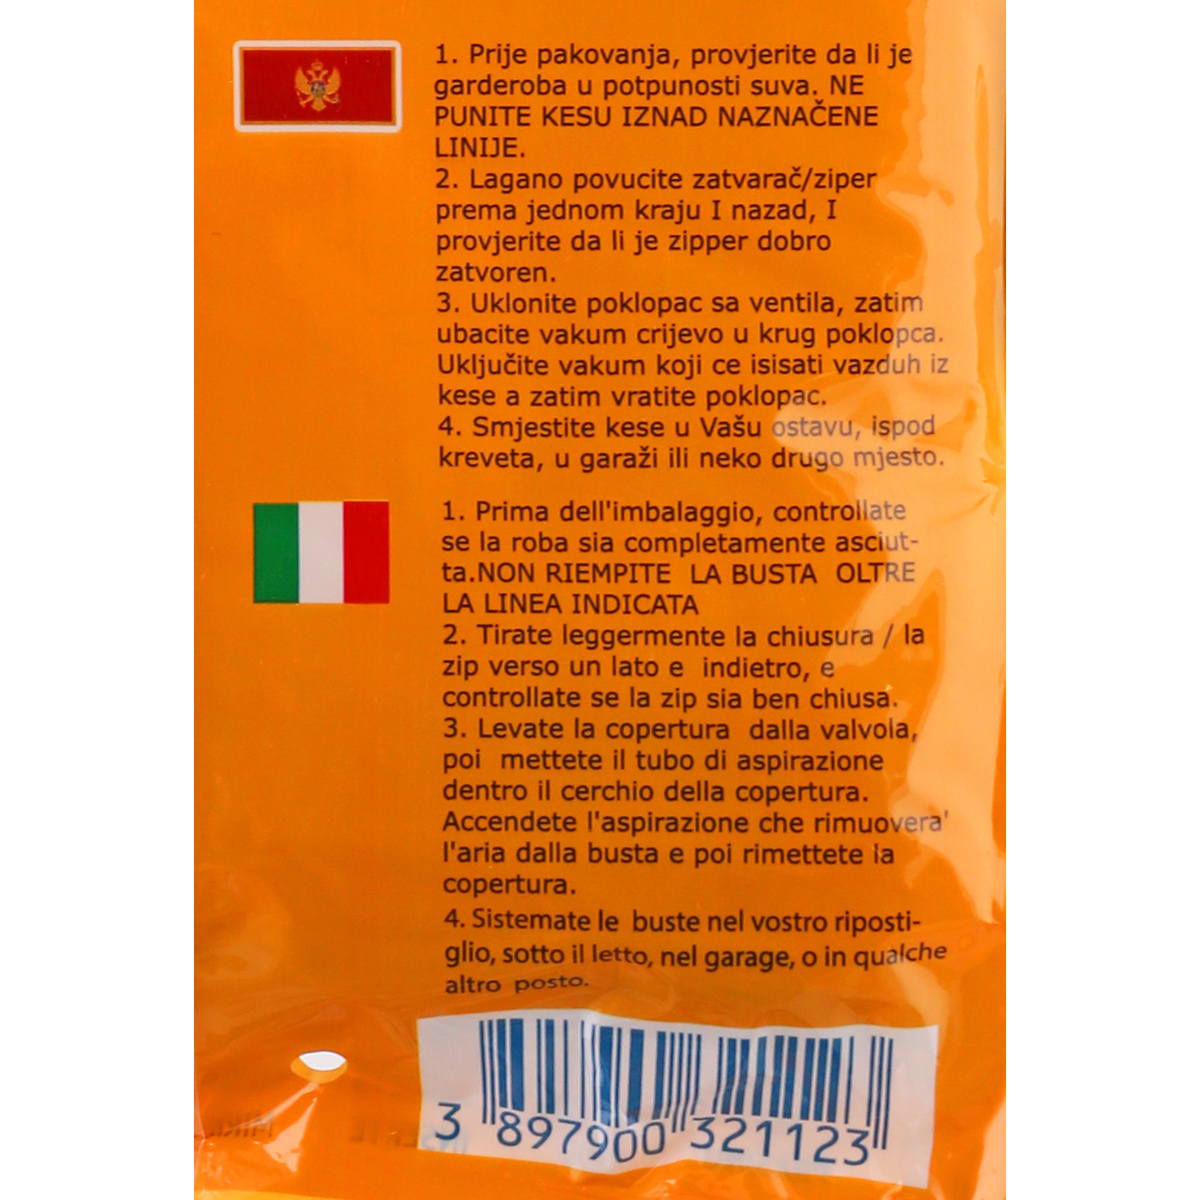 1. Prije pakovanja, provjerite da li je
garderoba u potpunosti suva. NE
PUNITE KESU IZNAD NAZNAČENE
LINIJE.
2. Lagano povucite zatvarač/ziper
prema jednom kraju I nazad, I
provjerite da li je zipper dobro
zatvoren.
3. Uklonite poklopac sa ventila, zatim
ubacite vakum crijevo u krug poklopca.
Uključite vakum koji ce isisati vazduh iz
kese a zatim vratite poklopac.
4. Smjestite kese u Vašu ostavu, ispod
kreveta, u garaži ili neko drugo mjesto.
1. Prima dell'imbalaggio, controllate
se la roba sia completamente asciut-
ta.NON RIEMPITE LA BUSTA OLTRE
LA LINEA INDICATA
2. Tirate leggermente la chiusura / la
zip verso un lato e indietro, e
controllate se la zip sia ben chiusa.
3. Levate la copertura dalla valvola,
poi mettete il tubo di aspirazione
dentro il cerchio della copertura.
Accendete l'aspirazione che rimuovera'
l'aria dalla busta e poi rimettete la
copertura.
4. Sistemate le buste nel vostro riposti-
glio, sotto il letto, nel garage, o in qualche
altro posto.
3 897900 321123